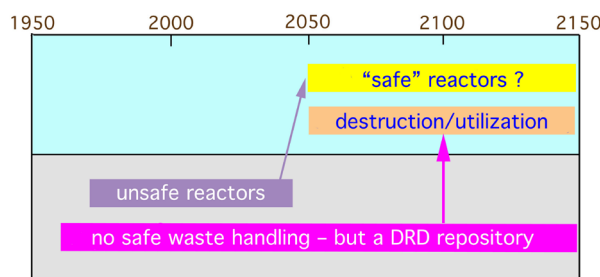 1950 2000 2050 2100 2150
“safe” reactors ?
destruction/utilization
unsafe reactors
no safe waste handling – but a DRD repository